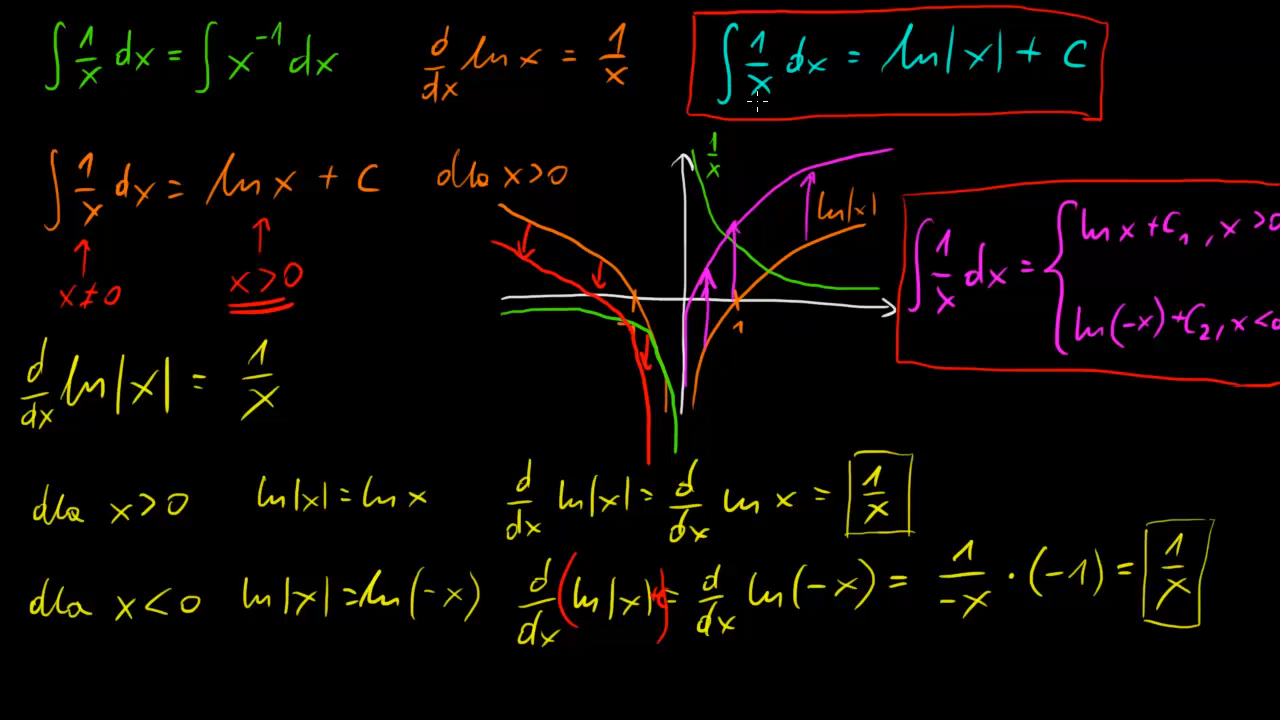 ∫ 1/x dx = ∫ x⁻¹ dx
d/dx ln x = 1/x
∫ 1/x dx = ln|x| + C
∫ 1/x dx = ln x + C dla x>0
x≠0
x>0
1/x
ln|x|
1
∫ 1/x dx = { ln x + C₁, x>0
ln(-x) + C₂, x<0
d/dx ln|x| = 1/x
dla x>0 ln|x| = ln x d/dx ln|x| = d/dx ln x = 1/x
dla x<0 ln|x| = ln(-x) d/dx (ln|x|) = d/dx ln(-x) = 1/-x · (-1) = 1/x